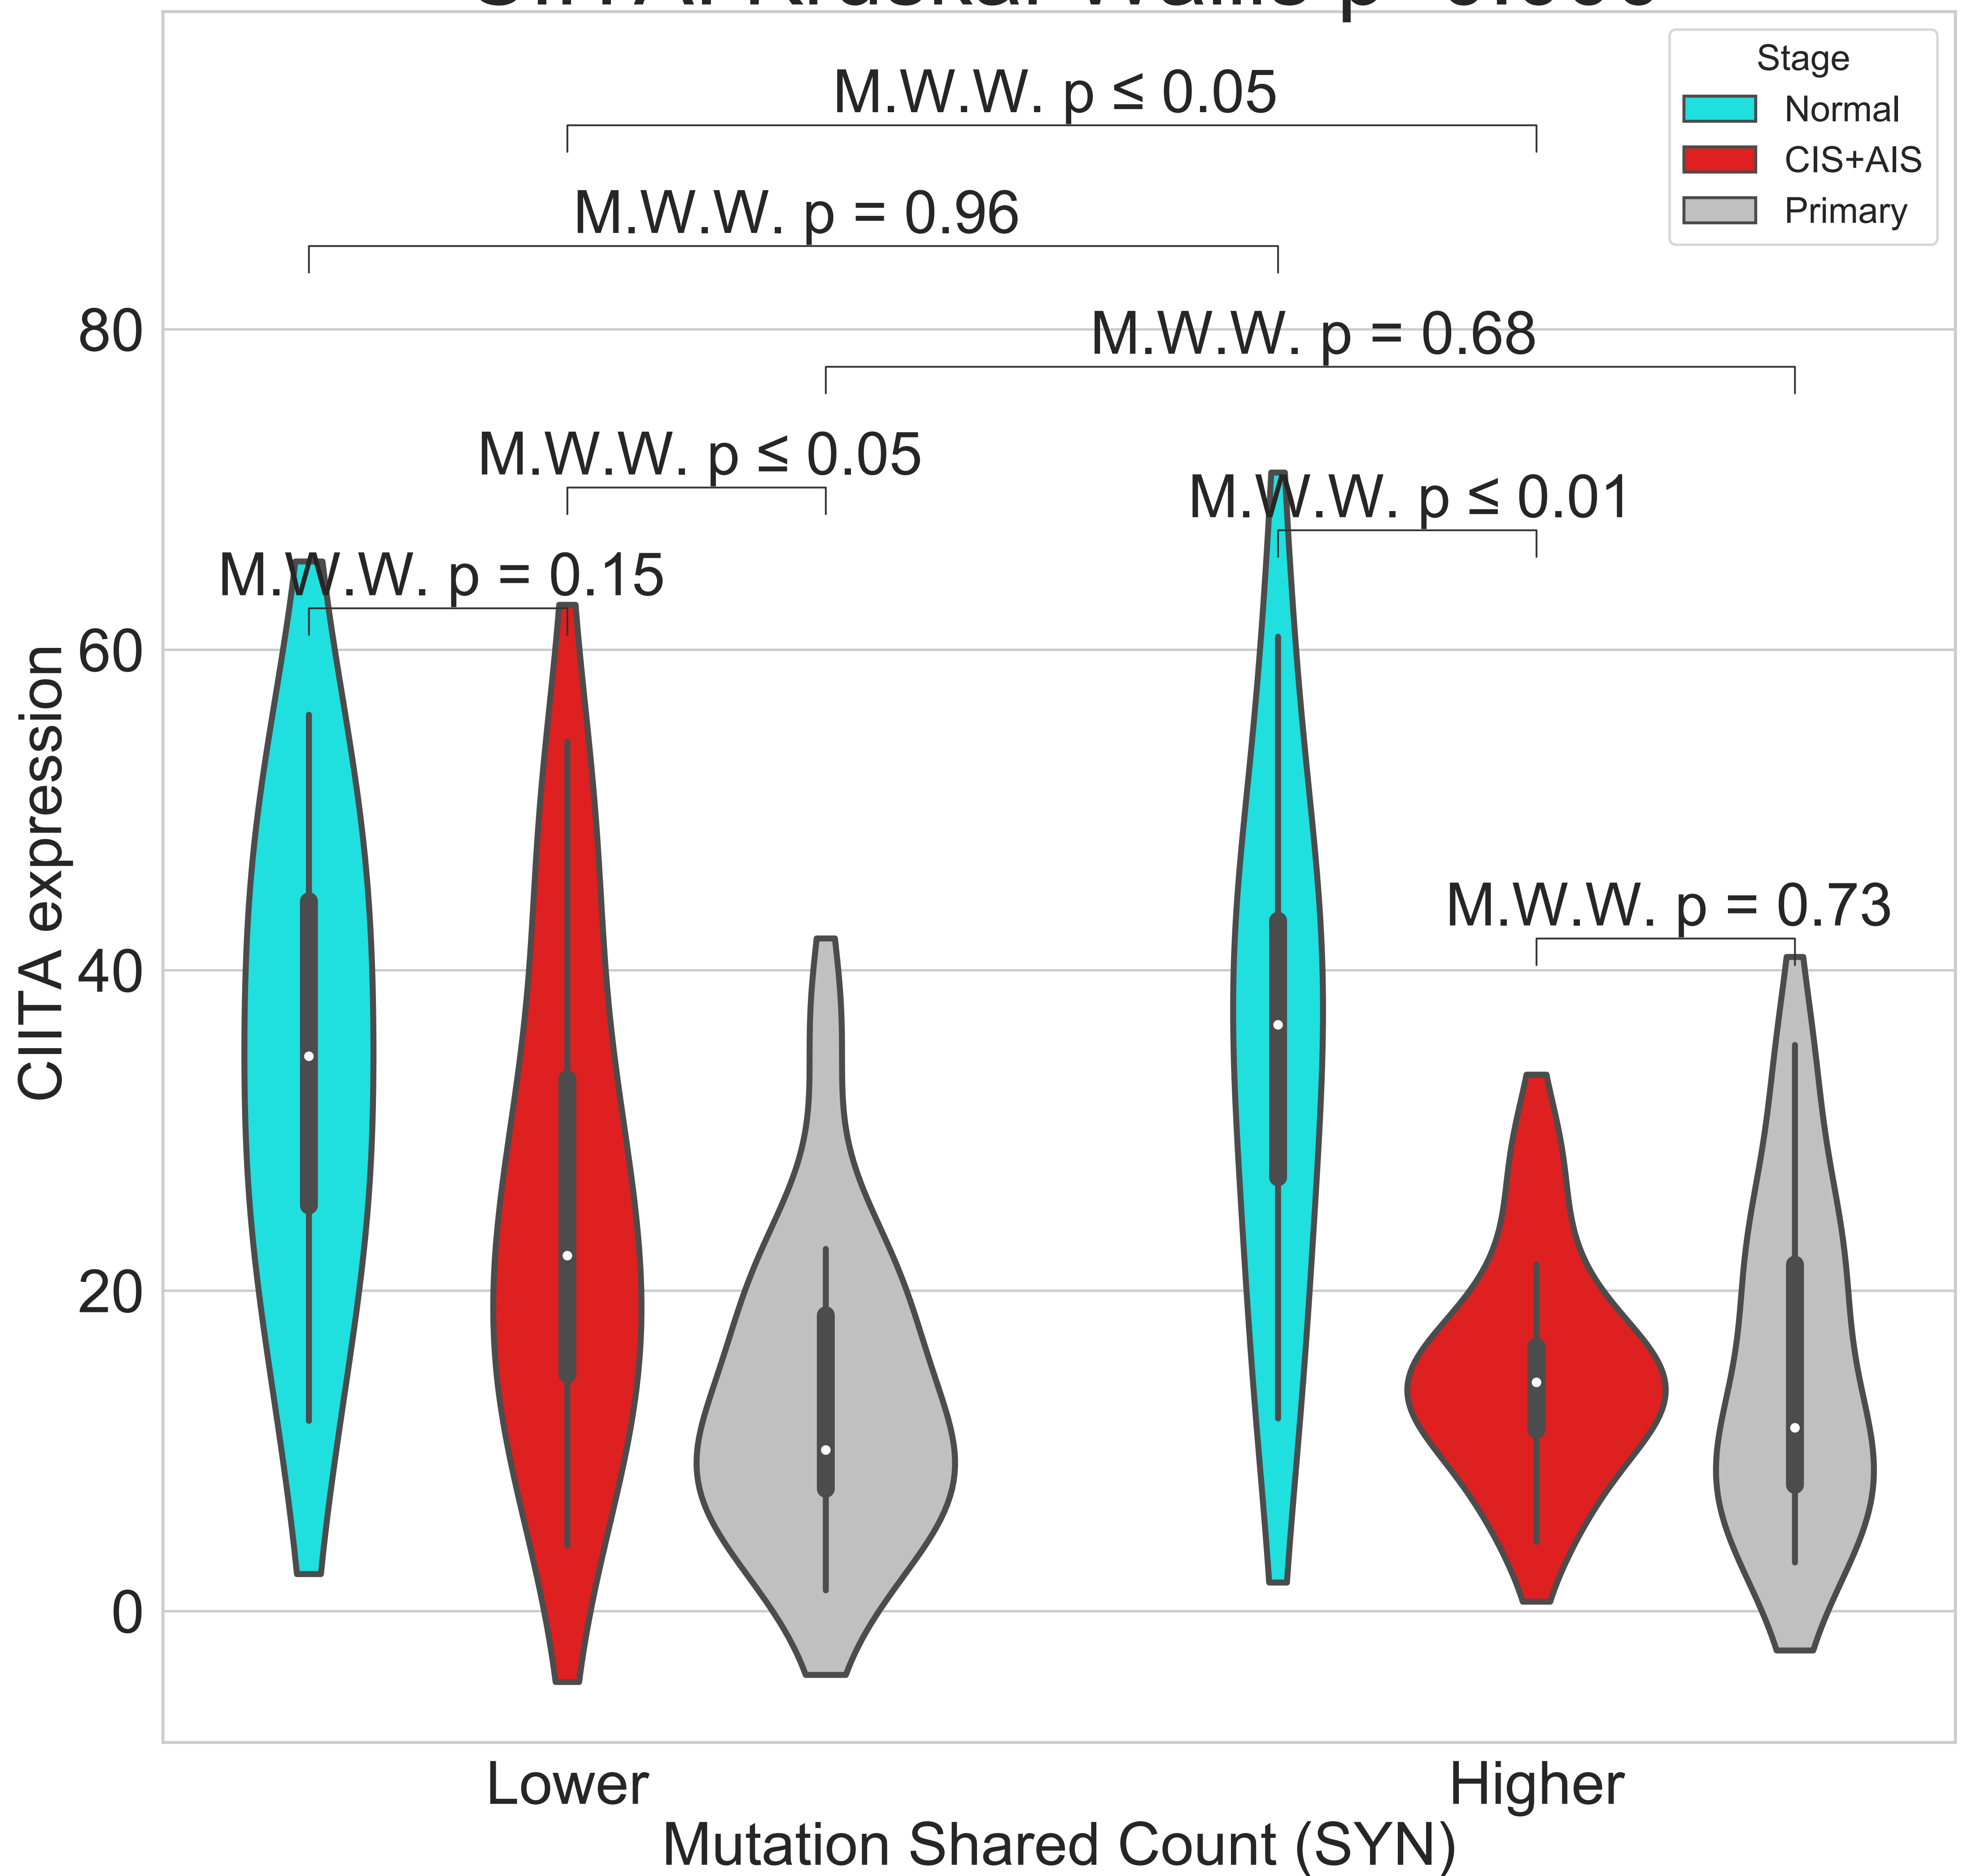 Stage
Normal
CIS+AIS
Primary
M.W.W. p ≤ 0.05
M.W.W. p = 0.96
M.W.W. p = 0.68
M.W.W. p ≤ 0.05
M.W.W. p ≤ 0.01
M.W.W. p = 0.15
M.W.W. p = 0.73
80
60
40
20
0
CIITA expression
Lower
Higher
Mutation Shared Count (SYN)